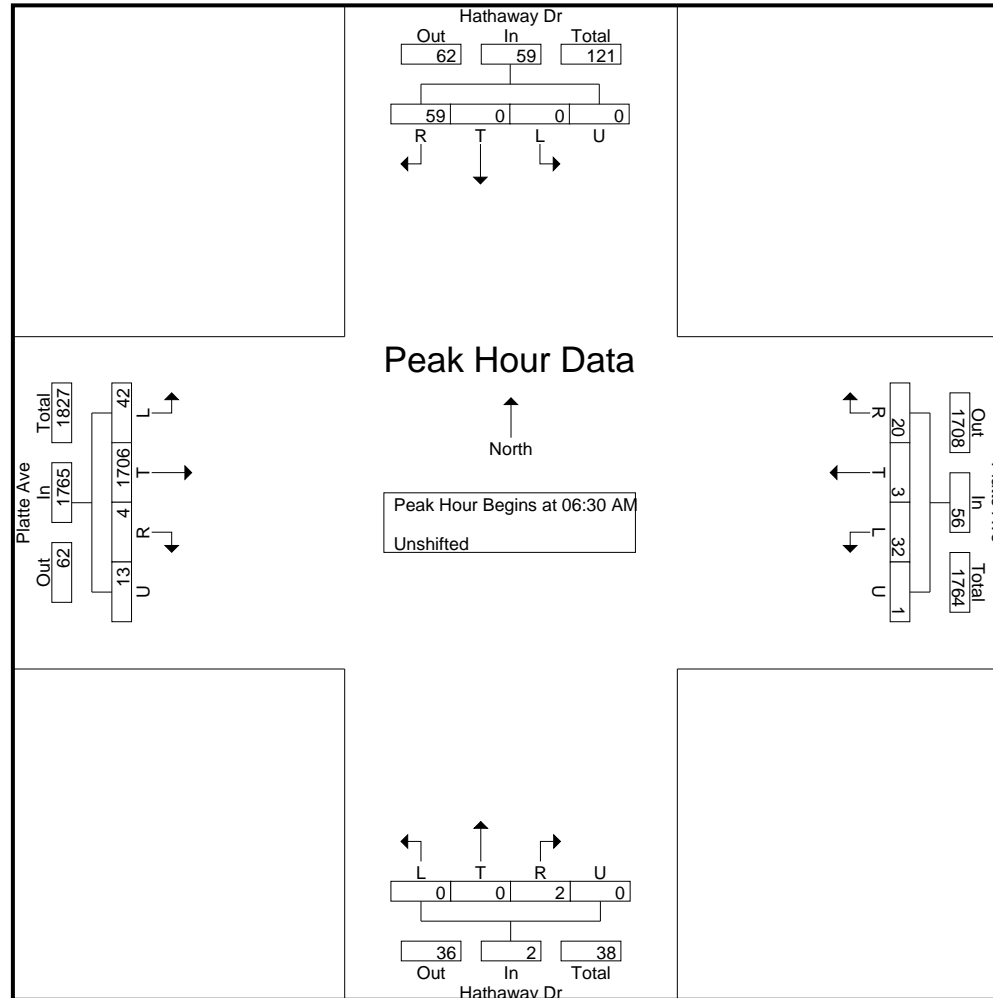 Hathaway Dr
Out In Total
62 59 121
59 0 0 0
R T L U
Peak Hour Data
North
Peak Hour Begins at 06:30 AM
Unshifted
Platte Ave
Out In Total
62 1765 1827
42 1706 4 13
L T R U
Out In Total
1708 56 1764
R T L U
20 3 32 1
L T R U
0 0 2 0
36 2 38
Out In Total
Hathaway Dr